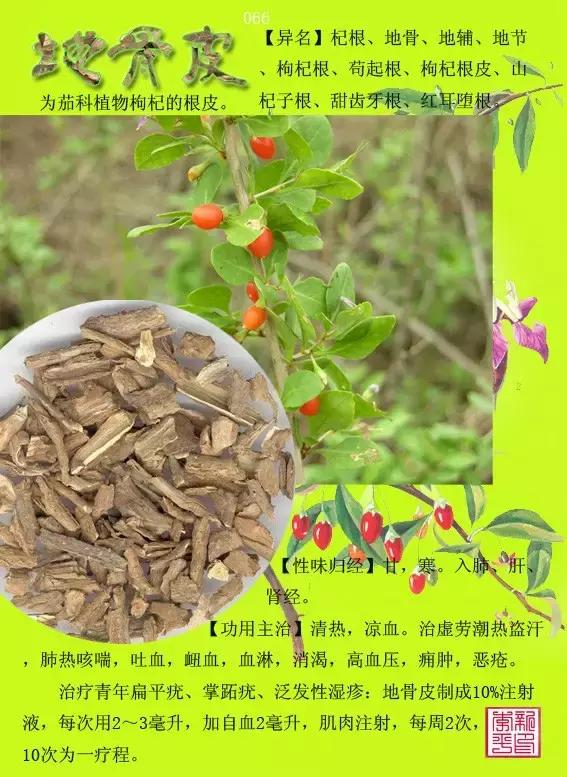 066
地骨皮
为茄科植物枸杞的根皮。
【异名】杞根、地骨、地辅、地节
、枸杞根、苟起根、枸杞根皮、山
杞子根、甜齿牙根、红耳堕根。
【性味归经】甘，寒。入肺、肝、
肾经。
【功用主治】清热，凉血。治虚劳潮热盗汗
，肺热咳喘，吐血，衄血，血淋，消渴，高血压，痈肿，恶疮。
治疗青年扁平疣、掌跖疣、泛发性湿疹：地骨皮制成10%注射
液，每次用2～3毫升，加自血2毫升，肌肉注射，每周2次，
10次为一疗程。